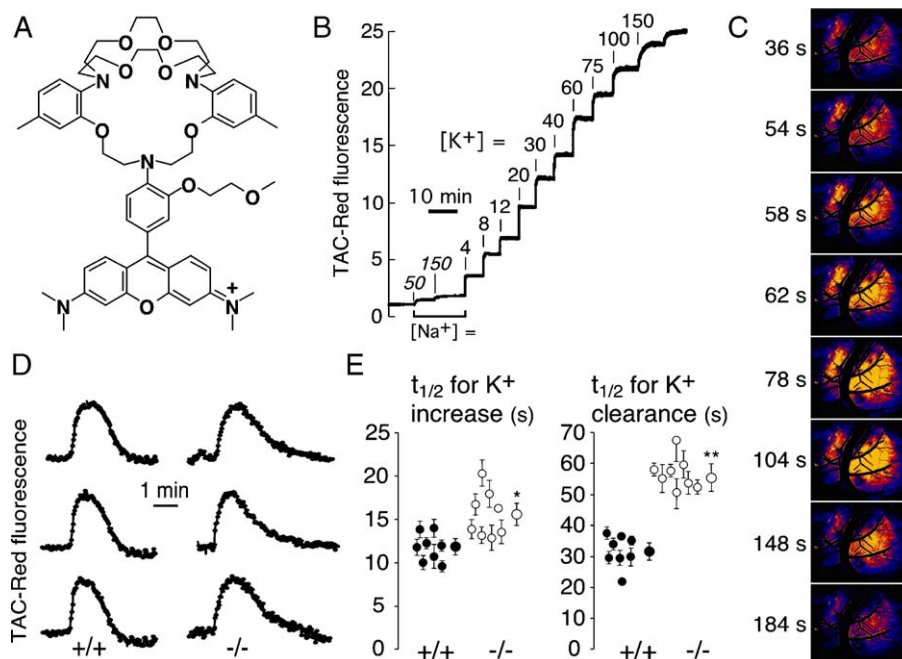 A
O O
O O
N N
O O
N
O
O
N O N
+
B
TAC-Red fluorescence
25
20
15
10
5
0
[K+] =
10 min
50
150
4
8
12
20
30
40
60
75
100
150
[Na+] =
C
36 s
54 s
58 s
62 s
78 s
104 s
148 s
184 s
D
TAC-Red fluorescence
1 min
+/+ -/-
E
t1/2 for K+
increase (s)
25
20
15
10
5
0
*
+/+ -/-
t1/2 for K+
clearance (s)
70
60
50
40
30
20
10
0
**
+/+ -/-